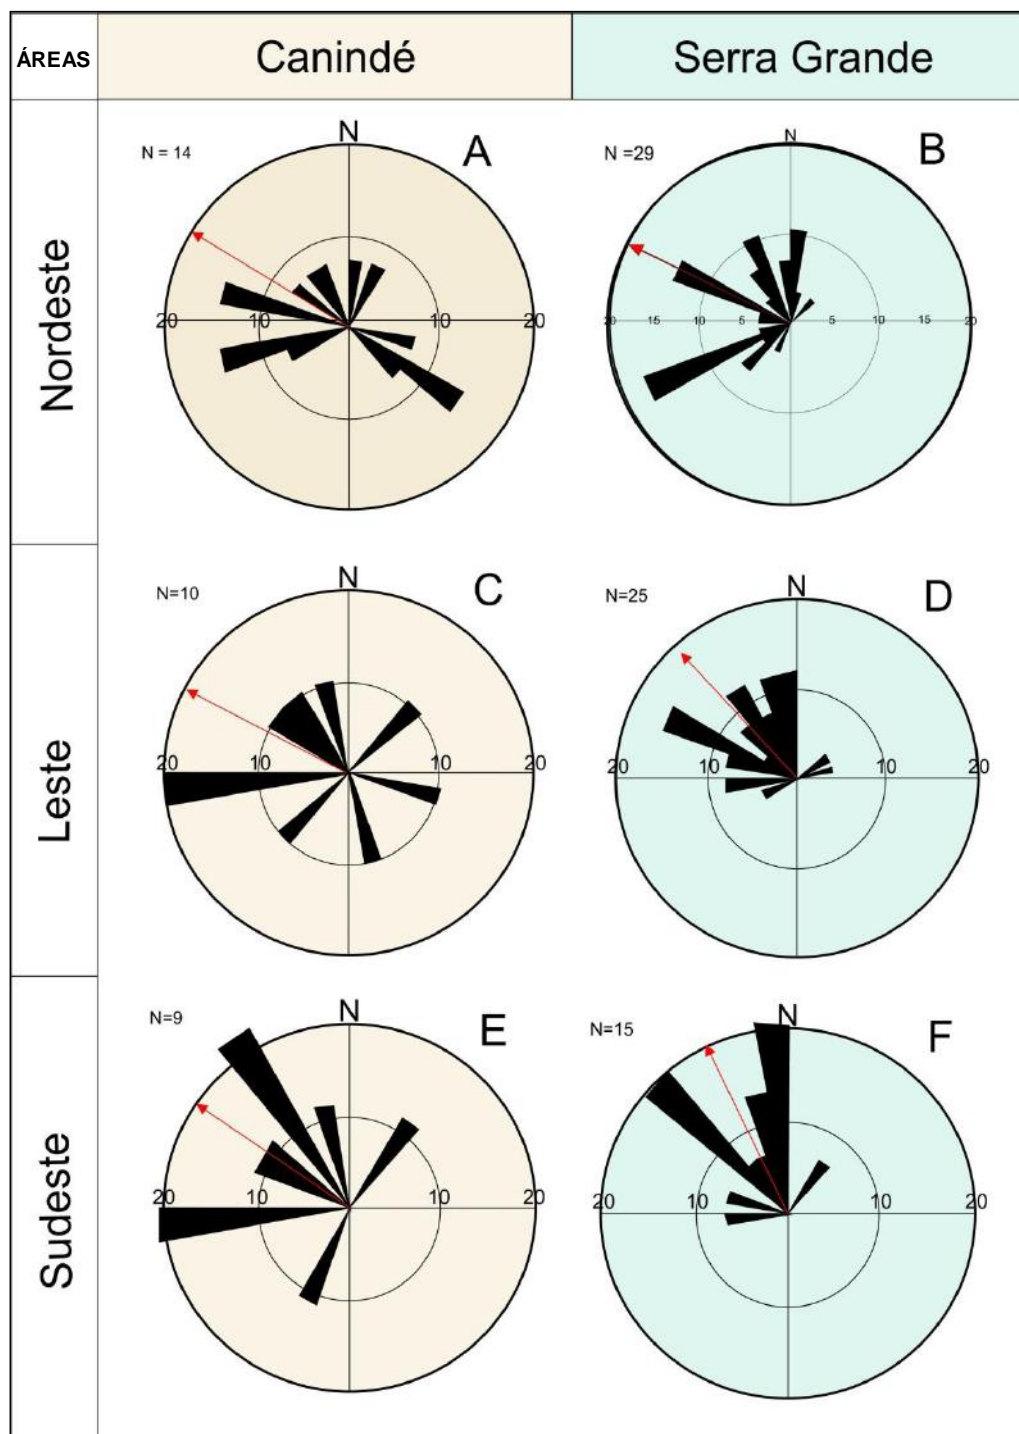 ÁREAS Canindé Serra Grande
Nordeste
N = 14 N A
20 10 10 20
N =29 N B
20 15 10 5 5 10 15 20
Leste
N=10 N C
20 10 10 20
N=25 N D
20 10 10 20
Sudeste
N=9 N E
20 10 10 20
N=15 N F
20 10 10 20